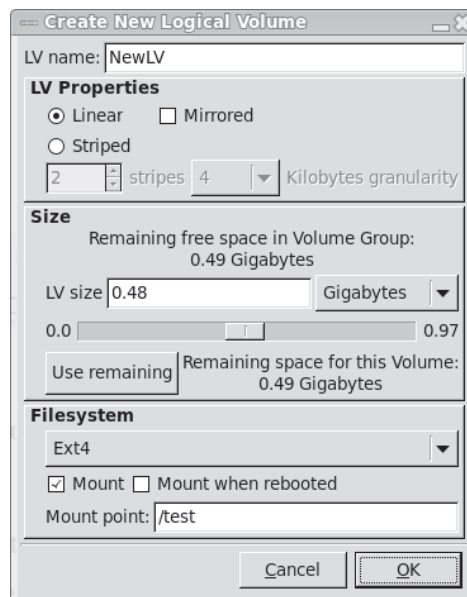 Create New Logical Volume
LV name: NewLV
LV Properties
Linear Mirrored
Striped
2 stripes 4 Kilobytes granularity
Size
Remaining free space in Volume Group:
0.49 Gigabytes
LV size 0.48 Gigabytes
0.0 0.97
Use remaining
Remaining space for this Volume:
0.49 Gigabytes
Filesystem
Ext4
Mount Mount when rebooted
Mount point: /test
Cancel OK